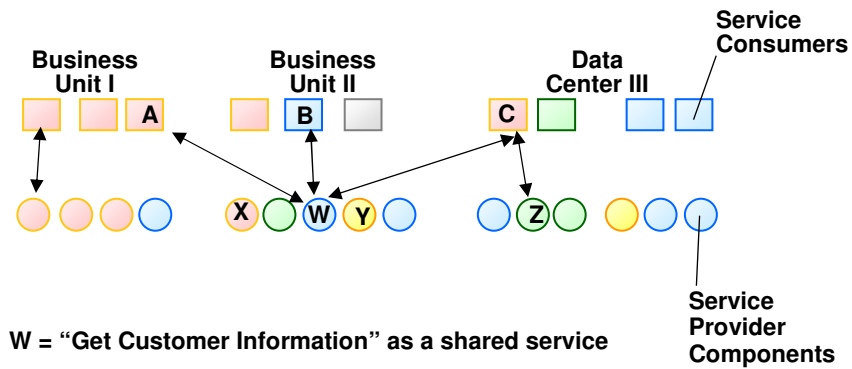 Service
Consumers
Business
Unit I
Business
Unit II
Data
Center III
A
B
C
X
W
Y
Z
Service
Provider
Components
W = “Get Customer Information” as a shared service